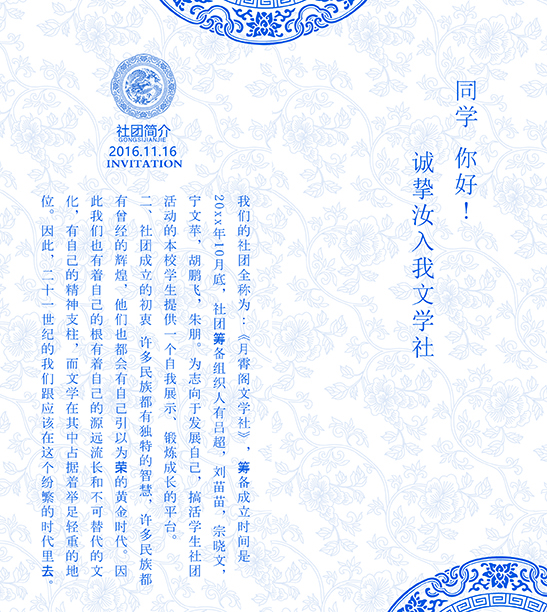 同学 你好！
诚挚汝入我文学社
社团简介
GONGSIJIANJIE
2016.11.16
INVITATION
我们的社团全称为：《月霄阁文学社》，筹备成立时间是
20xx年10月底，社团筹备组织人有吕超，刘苗苗，宗晓文，
宁文苹，胡鹏飞，朱朋。为志向于发展自己，搞活学生社团
活动的本校学生提供一个自我展示、锻炼成长的平台。
二、社团成立的初衷 许多民族都有独特的智慧，许多民族都
有曾经的辉煌，他们也都会有自己引以为荣的黄金时代。因
此我们也有着自己的根有着自己的源远流长和不可替代的文
化，有自己的精神支柱，而文学在其中占据着举足轻重的地
位。因此，二十一世纪的我们跟应该在这个纷繁的时代里去。